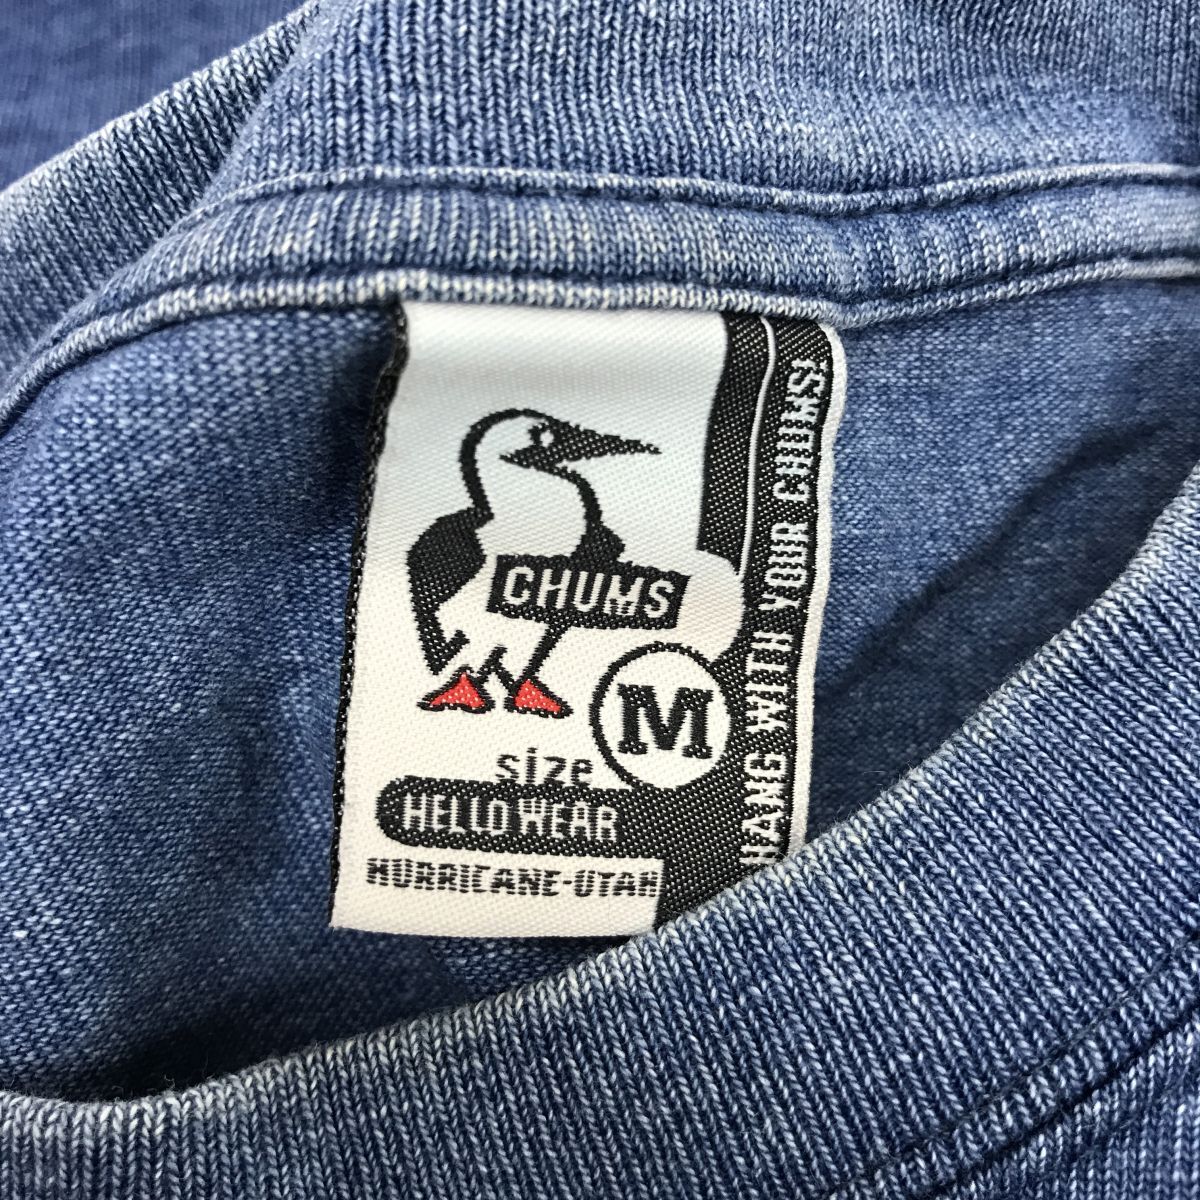 CHUMS
M
size
HELLO WEAR
HURRICANE-UTAH
HANG WITH YOUR CHUMS!